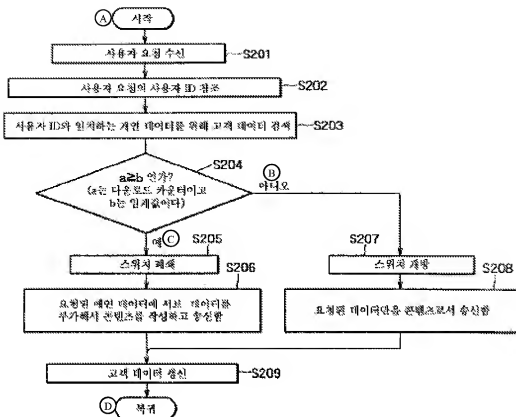 A 시작
사용자 요청 수신 S201
사용자 요청의 사용자 ID 참조 S202
사용자 ID와 일치하는 개인 데이터를 위해 고객 데이터 검색 S203
S204
a≧b 인가?
(a는 다운로드 카운터이고
b는 임계값이다)
B
아니오
예 C
S205
스위치 폐쇄
S207
스위치 개방
S206
요청된 메인 데이터에 서브 데이터를
부가해서 콘텐츠를 작성하고 송신함
S208
요청된 데이터만을 콘텐츠로서 송신함
고객 데이터 갱신 S209
D 복귀